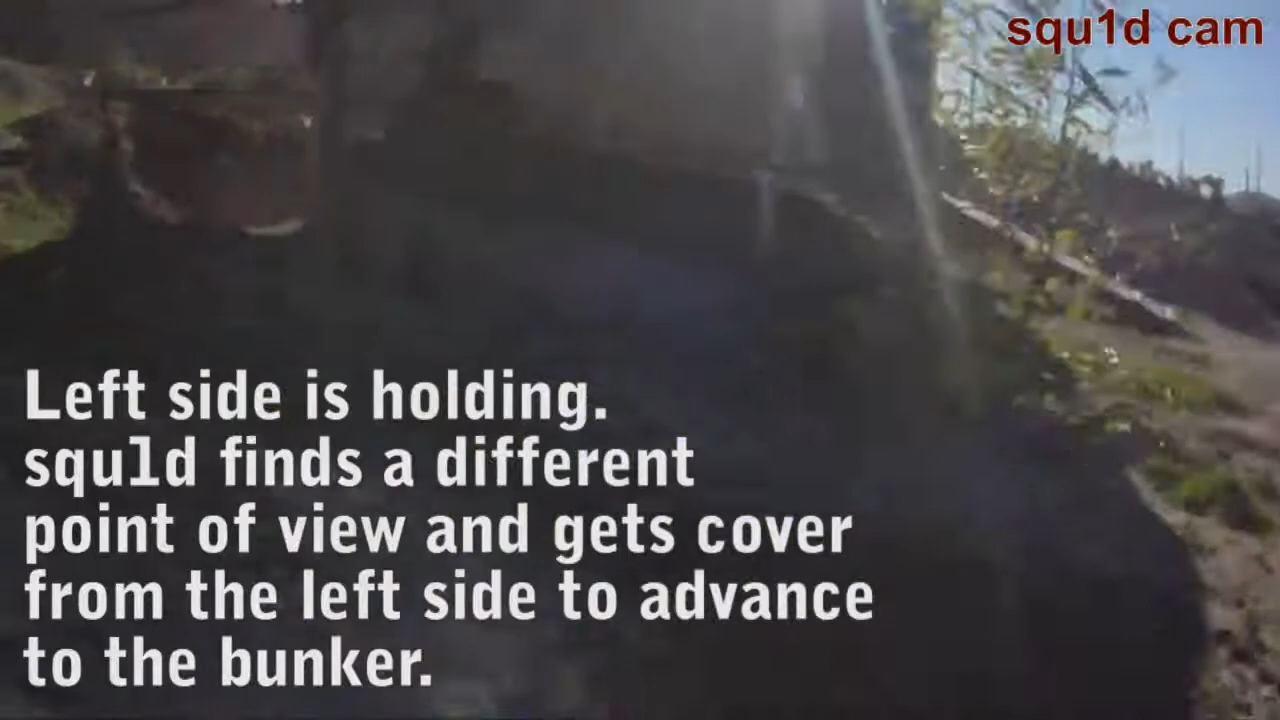 squ1d cam
Left side is holding.
squ1d finds a different
point of view and gets cover
from the left side to advance
to the bunker.